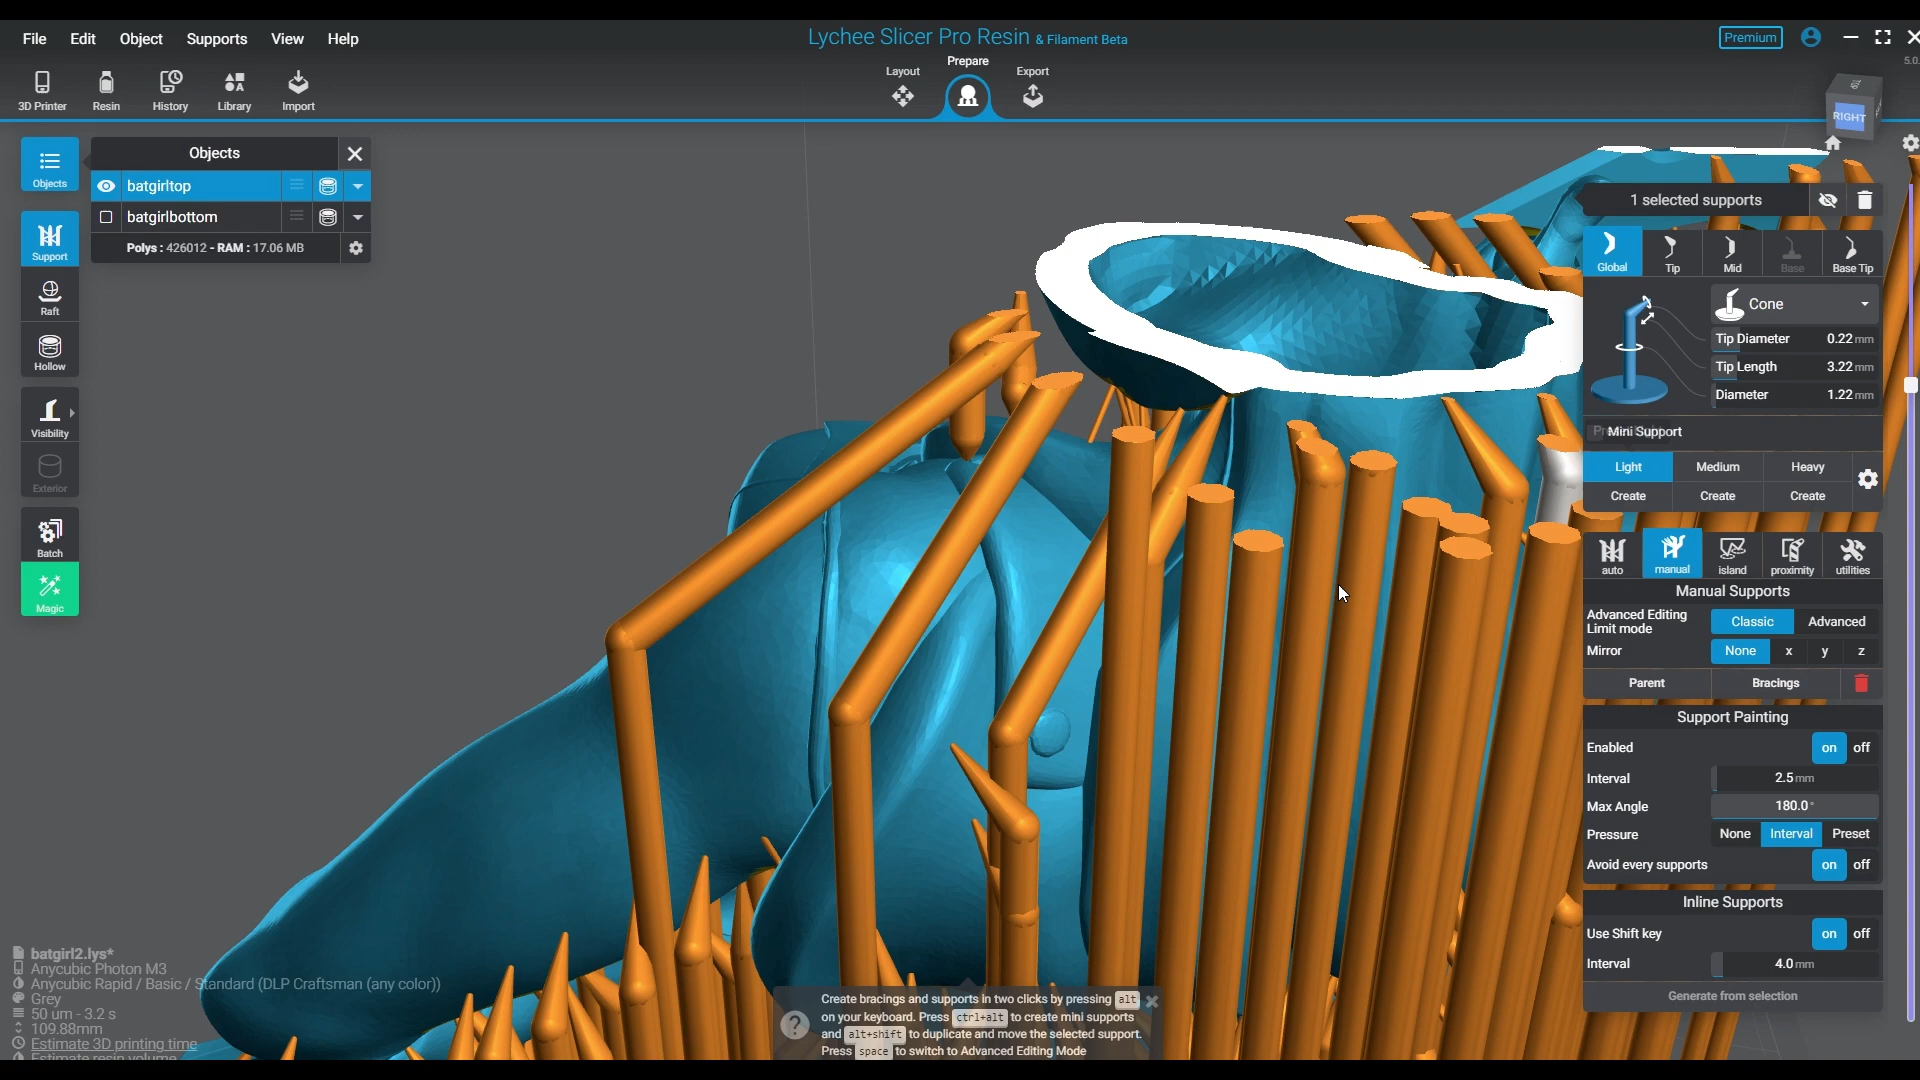 File Edit Object Supports View Help
Lychee Slicer Pro Resin & Filament Beta
Premium
5.0.
3D Printer Resin History Library Import
Layout Prepare Export
RIGHT
Objects
Objects
batgirltop
batgirlbottom
Polys : 426012 - RAM : 17.06 MB
Support
Raft
Hollow
Visibility
Exterior
Batch
Magic
1 selected supports
Global Tip Mid Base Base Tip
Cone
Tip Diameter 0.22 mm
Tip Length 3.22 mm
Diameter 1.22 mm
Mini Support
Light Medium Heavy
Create Create Create
auto manual island proximity utilities
Manual Supports
Advanced Editing
Limit mode
Classic Advanced
Mirror None x y z
Parent Bracings
Support Painting
Enabled on off
Interval 2.5 mm
Max Angle 180.0 °
Pressure None Interval Preset
Avoid every supports on off
Inline Supports
Use Shift key on off
Interval 4.0 mm
Generate from selection
batgirl2.lys*
Anycubic Photon M3
Anycubic Rapid / Basic / Standard (DLP Craftsman (any color))
Grey
50 um - 3.2 s
109.88mm
Estimate 3D printing time
Estimate resin volume
Create bracings and supports in two clicks by pressing alt
on your keyboard. Press ctrl+alt to create mini supports
and alt+shift to duplicate and move the selected support.
Press space to switch to Advanced Editing Mode